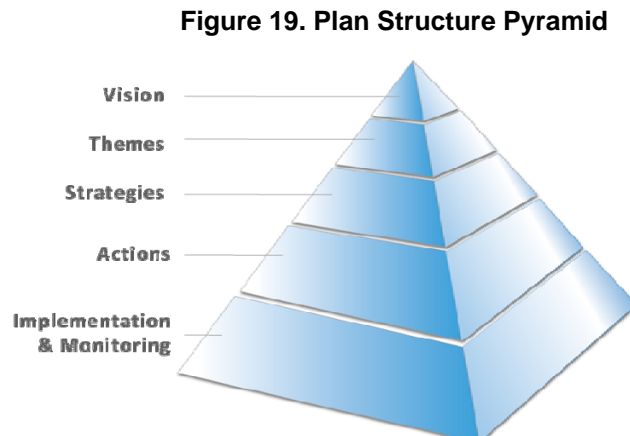 Figure 19. Plan Structure Pyramid
Vision
Themes
Strategies
Actions
Implementation
& Monitoring